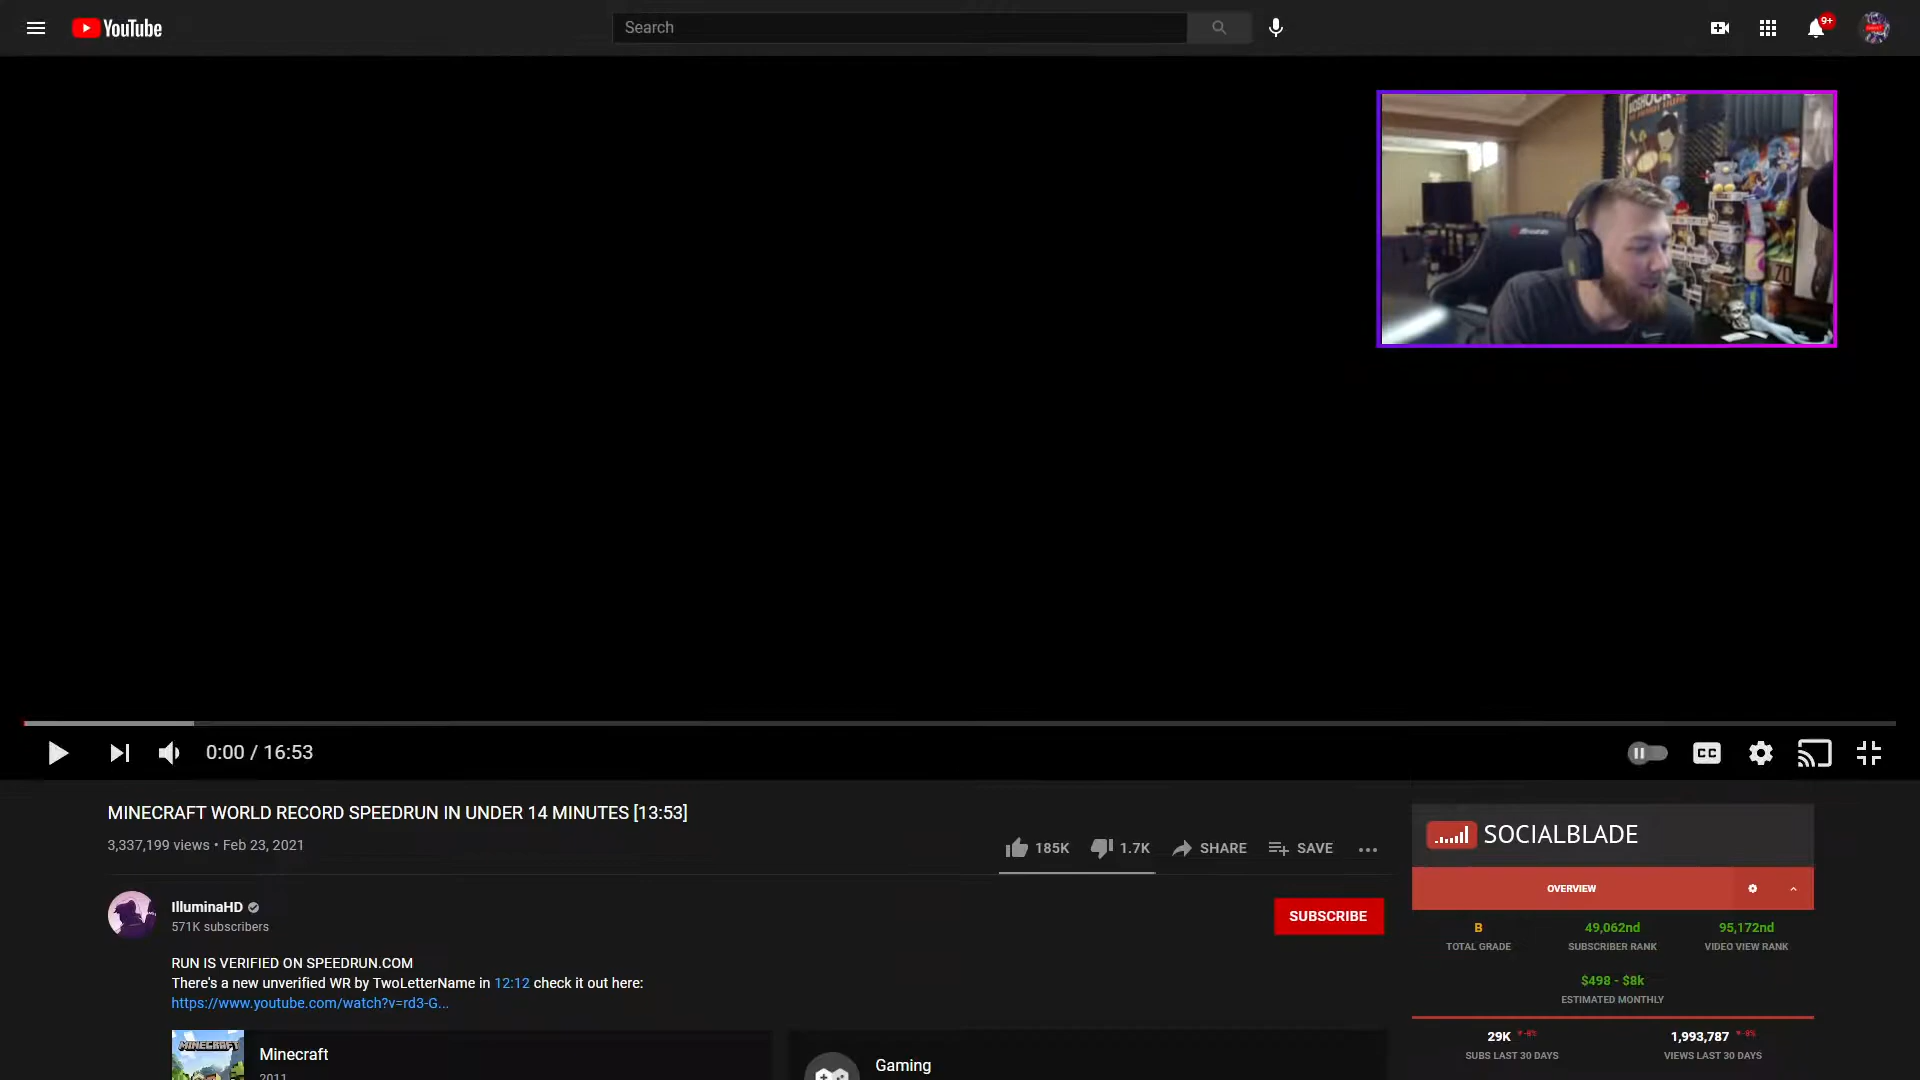 YouTube
Search
9+
BIOSHOCK
0:00 / 16:53
CC
MINECRAFT WORLD RECORD SPEEDRUN IN UNDER 14 MINUTES [13:53]
3,337,199 views • Feb 23, 2021
185K
1.7K
SHARE
SAVE
IlluminaHD
571K subscribers
SUBSCRIBE
RUN IS VERIFIED ON SPEEDRUN.COM
There's a new unverified WR by TwoLetterName in 12:12 check it out here:
https://www.youtube.com/watch?v=rd3-G...
MINECRAFT
Minecraft
2011
Gaming
SOCIALBLADE
OVERVIEW
B
49,062nd
95,172nd
TOTAL GRADE
SUBSCRIBER RANK
VIDEO VIEW RANK
$498 - $8k
ESTIMATED MONTHLY
29K
1,993,787
SUBS LAST 30 DAYS
VIEWS LAST 30 DAYS